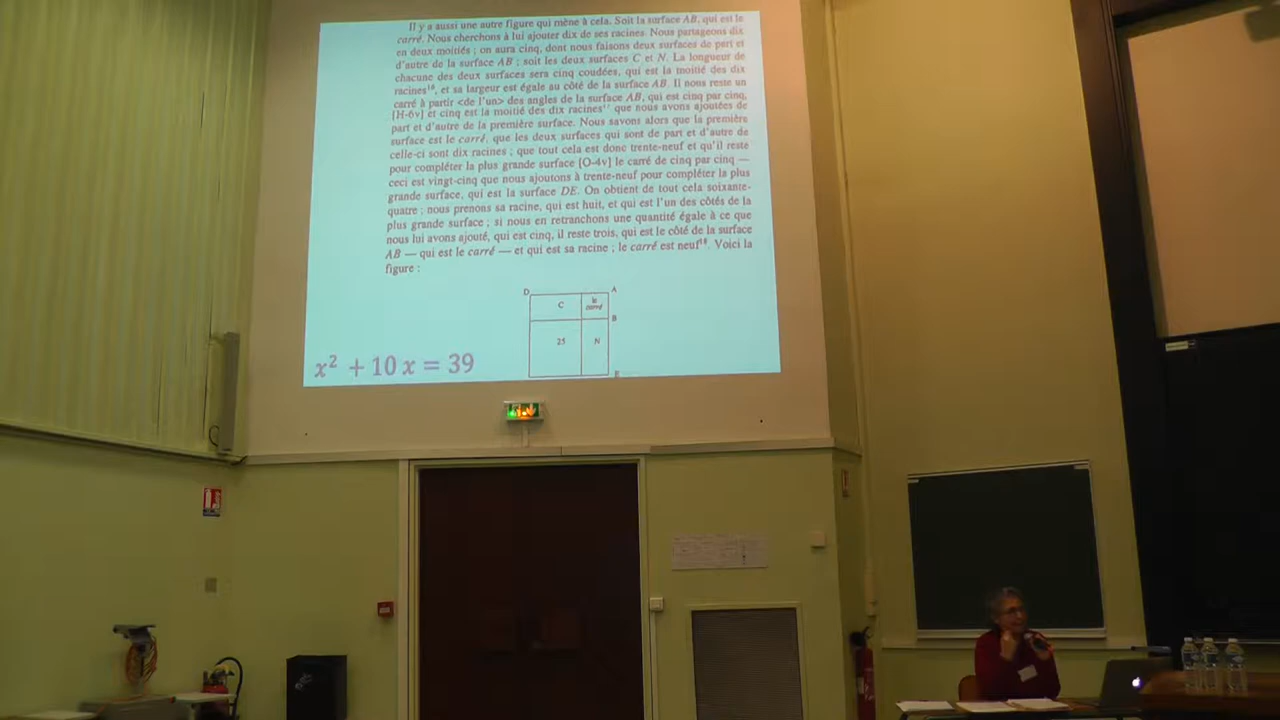 Il y a aussi une autre figure qui mène à cela. Soit la surface AB, qui est le
carré. Nous cherchons à lui ajouter dix de ses racines. Nous partageons dix
en deux moitiés ; on aura cinq, dont nous faisons deux surfaces de part et
d'autre de la surface AB ; soit les deux surfaces C et N. La longueur de
chacune des deux surfaces sera cinq coudées, qui est la moitié des dix
racines¹⁶, et sa largeur est égale au côté de la surface AB. Il nous reste un
carré à partir <de l'un> des angles de la surface AB, qui est cinq par cinq,
[H-6v] et cinq est la moitié des dix racines¹⁷ que nous avons ajoutées de
part et d'autre de la première surface. Nous savons alors que la première
surface est le carré, que les deux surfaces qui sont de part et d'autre de
celle-ci sont dix racines ; que tout cela est donc trente-neuf et qu'il reste
pour compléter la plus grande surface [O-4v] le carré de cinq par cinq —
ceci est vingt-cinq que nous ajoutons à trente-neuf pour compléter la plus
grande surface, qui est la surface DE. On obtient de tout cela soixante-
quatre ; nous prenons sa racine, qui est huit, et qui est l'un des côtés de la
plus grande surface ; si nous en retranchons une quantité égale à ce que
nous lui avons ajouté, qui est cinq, il reste trois, qui est le côté de la surface
AB — qui est le carré — et qui est sa racine ; le carré est neuf¹⁸. Voici la
figure :
D A
C le
carré
B
25 N
E
x² + 10 x = 39